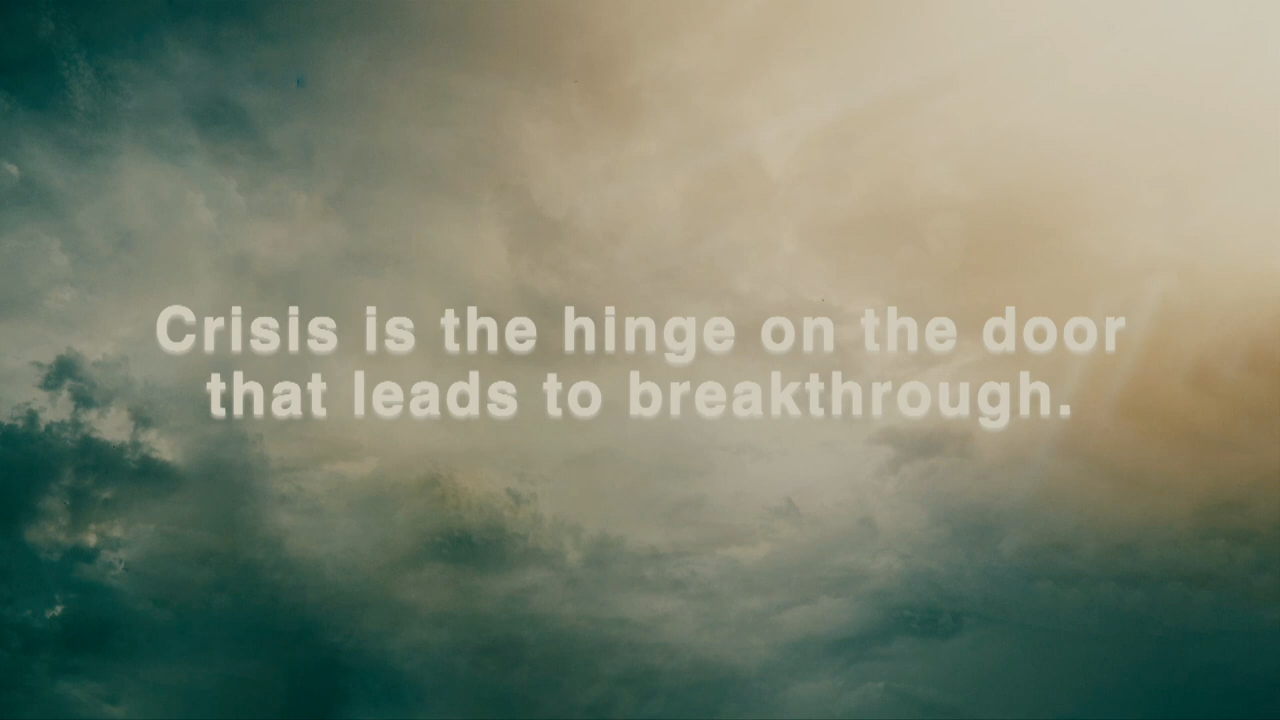 Crisis is the hinge on the door
that leads to breakthrough.